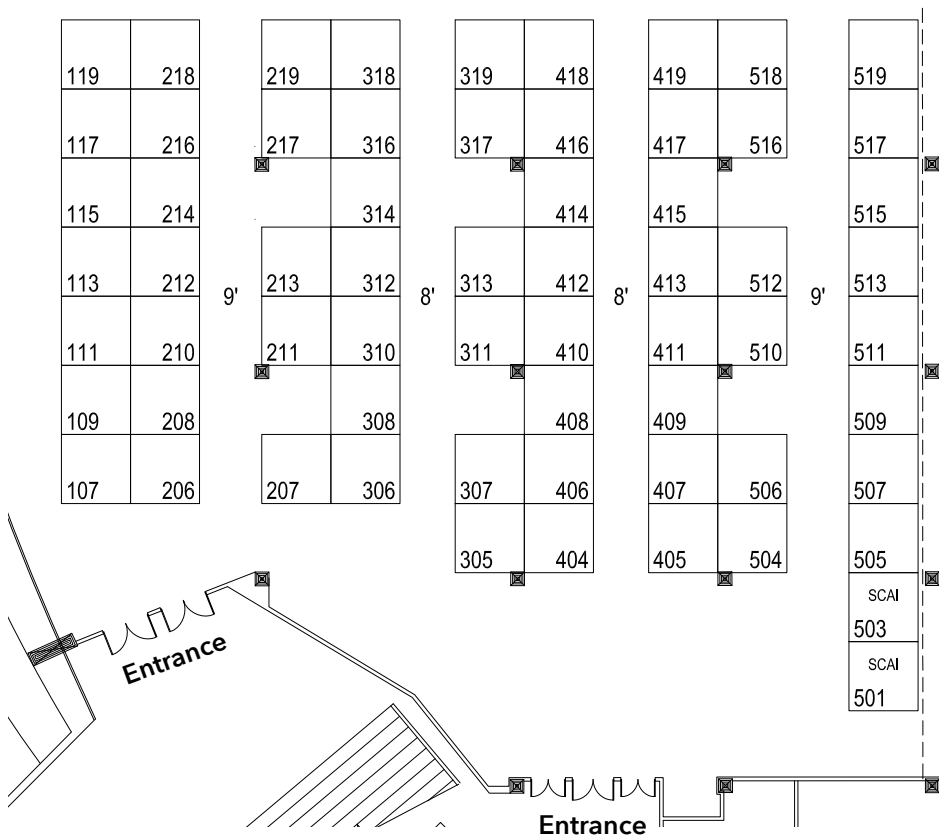 119 218 219 318 319 418 419 518 519
117 216 217 316 317 416 417 516 517
115 214 314 414 415 515
113 212 9' 213 312 8' 313 412 8' 413 512 9' 513
111 210 211 310 311 410 411 510 511
109 208 308 408 409 509
107 206 207 306 307 406 407 506 507
305 404 405 504 505
SCAI
503
Entrance
SCAI
501
Entrance